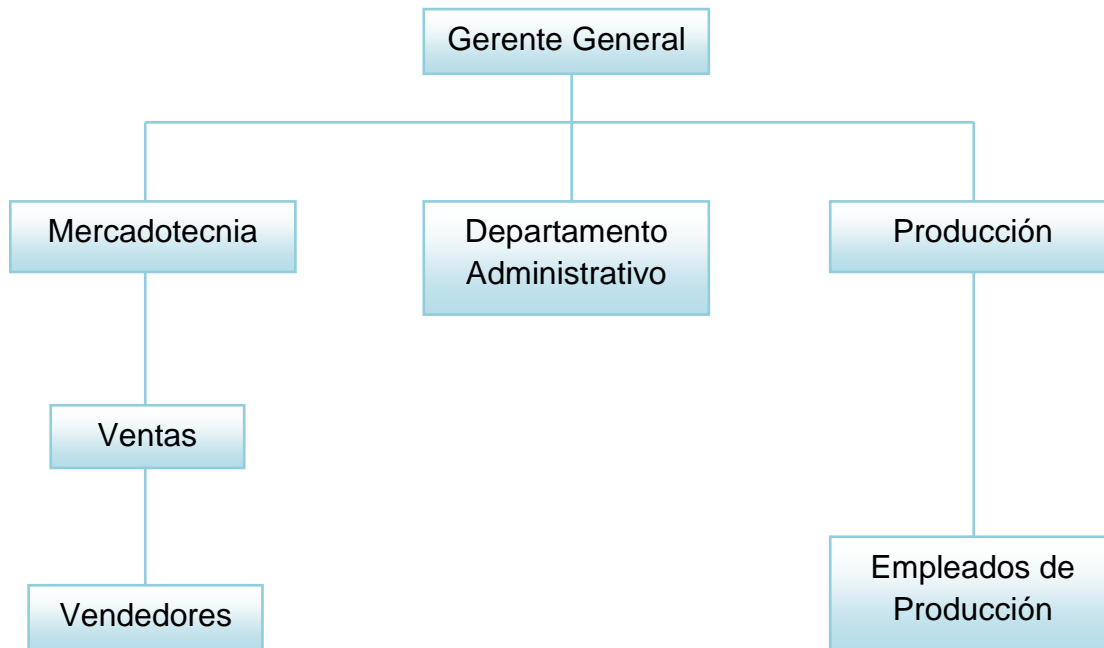 Gerente General
Mercadotecnia
Departamento
Administrativo
Producción
Ventas
Vendedores
Empleados de
Producción